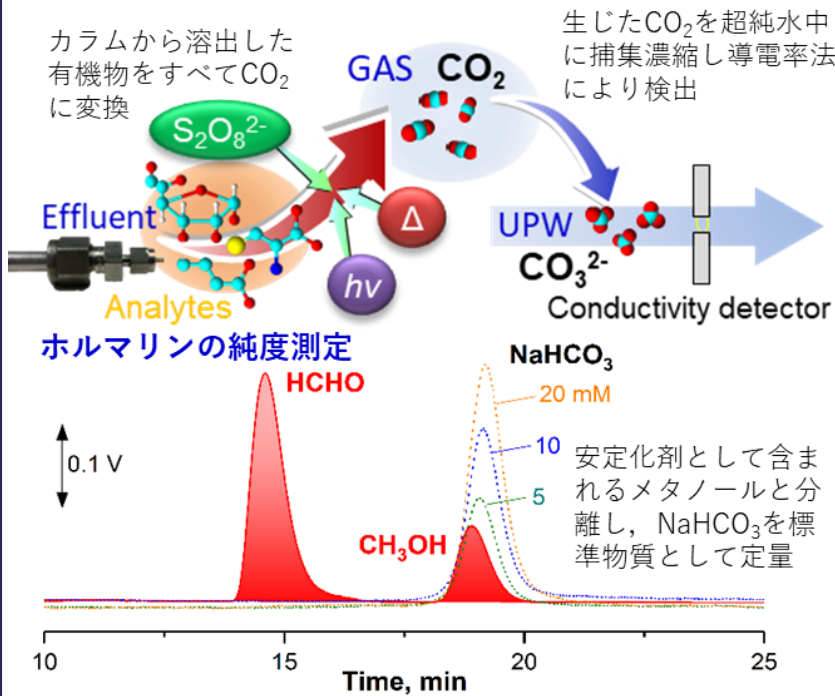 カラムから溶出した
有機物をすべてCO₂
に変換
生じたCO₂を超純水中
に捕集濃縮し導電率法
により検出
GAS CO₂
S₂O₈²⁻
Effluent
Δ
hν
Analytes
UPW
CO₃²⁻
Conductivity detector
ホルマリンの純度測定
HCHO
NaHCO₃
20 mM
10
5
0.1 V
CH₃OH
安定化剤として含ま
れるメタノールと分
離し，NaHCO₃を標
準物質として定量
10 15 20 25
Time, min